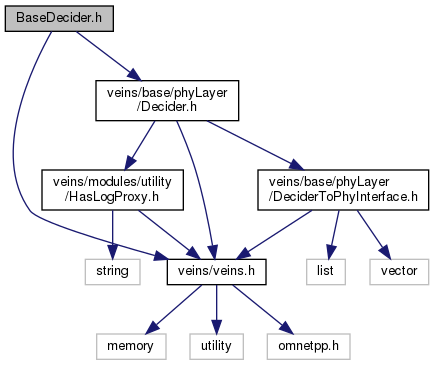 BaseDecider.h
veins/base/phyLayer
/Decider.h
veins/modules/utility
/HasLogProxy.h
veins/base/phyLayer
/DeciderToPhyInterface.h
string
veins/veins.h
list
vector
memory
utility
omnetpp.h